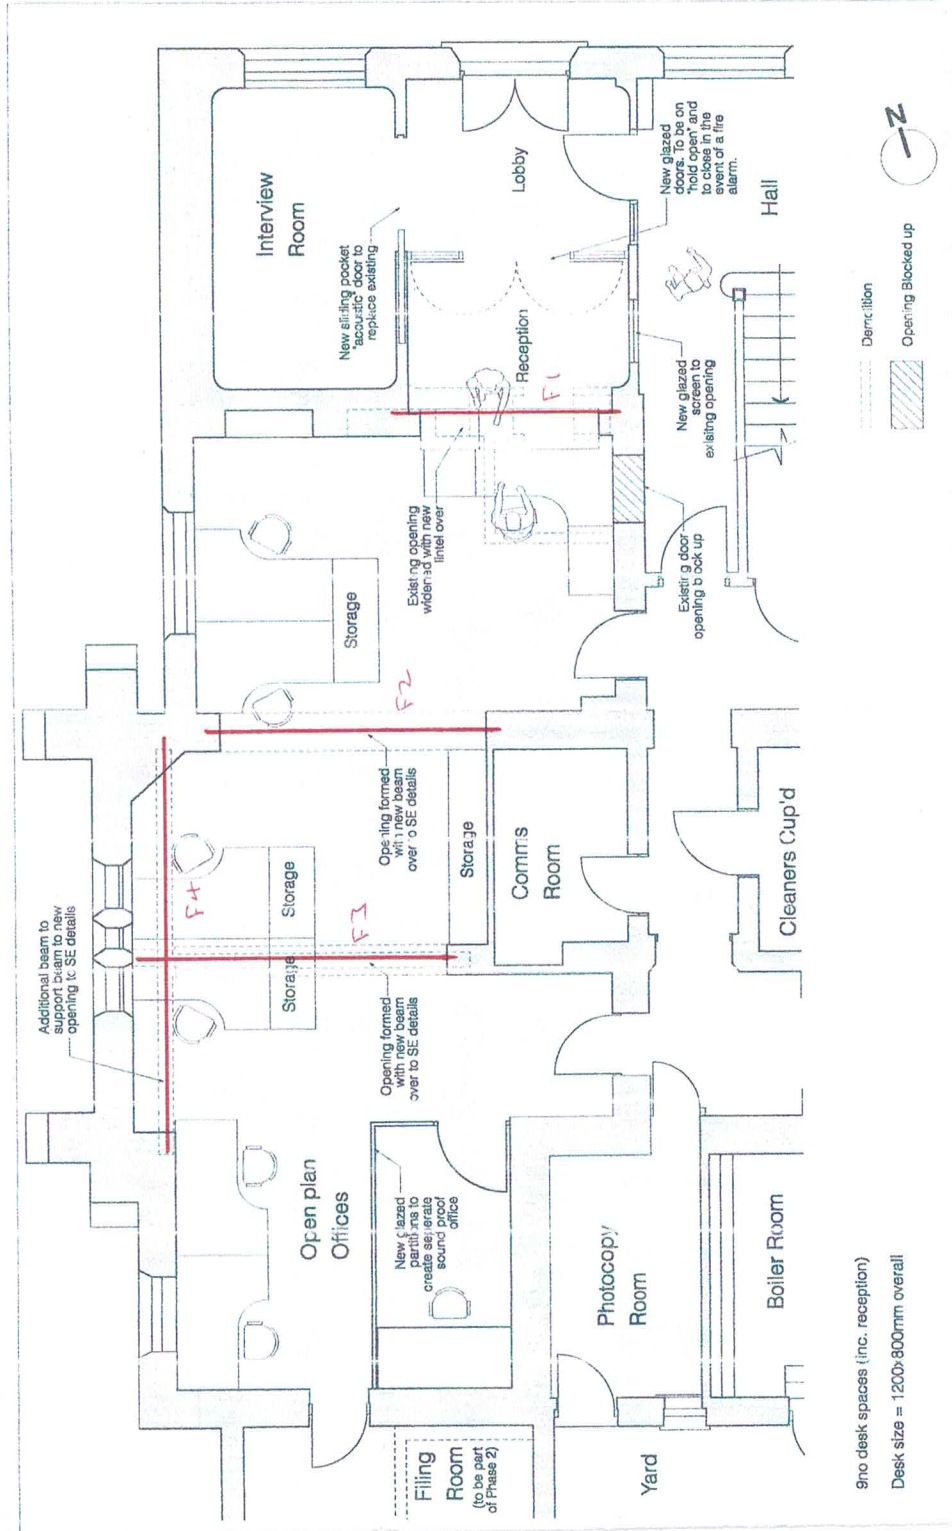 Interview
Room
Lobby
New sliding pocket
"acoustic" door to
replace existing
New glazed
doors. To be on
"hold open" and
to close in the
event of a fire
alarm.
Hall
N
Reception
F1
New glazed
screen to
exisitng opening
Demolition
Opening Blocked up
Existing opening
widened with new
lintel over
Existing door
opening block up
Storage
F2
Opening formed
with new beam
over to SE details
Storage
Comms
Room
Cleaners Cup'd
Additional beam to
support beam to new
opening to SE details
F4
Storage
Storage
F3
Opening formed
with new beam
over to SE details
Open plan
Offices
New glazed
partitions to
create seperate
sound proof
office
Photocopy
Room
Boiler Room
Filing
Room
(to be part
of Phase 2)
Yard
9no desk spaces (inc. reception)
Desk size = 1200x800mm overall